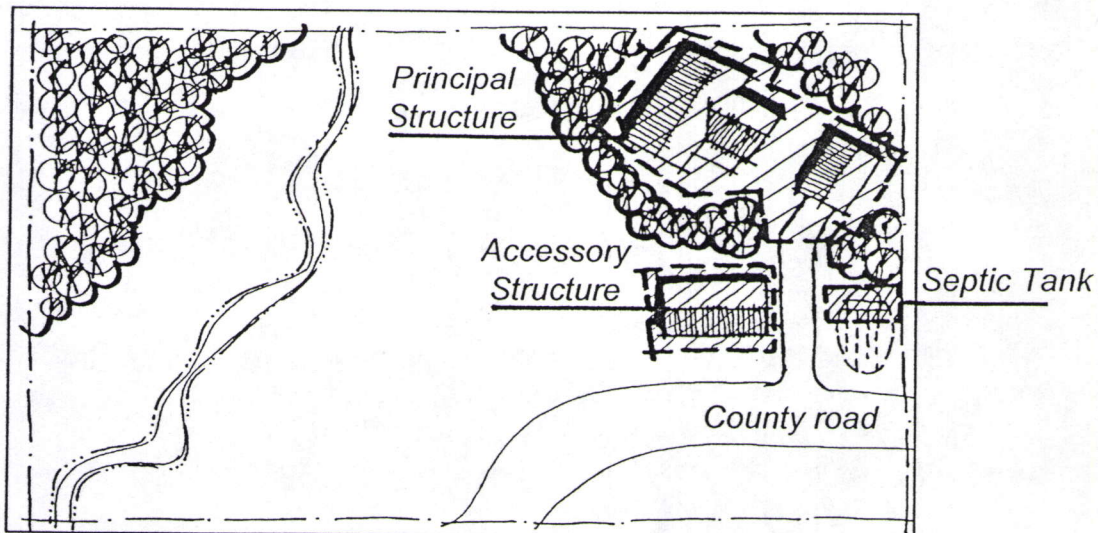 Principal
Structure
Accessory
Structure
Septic Tank
County road